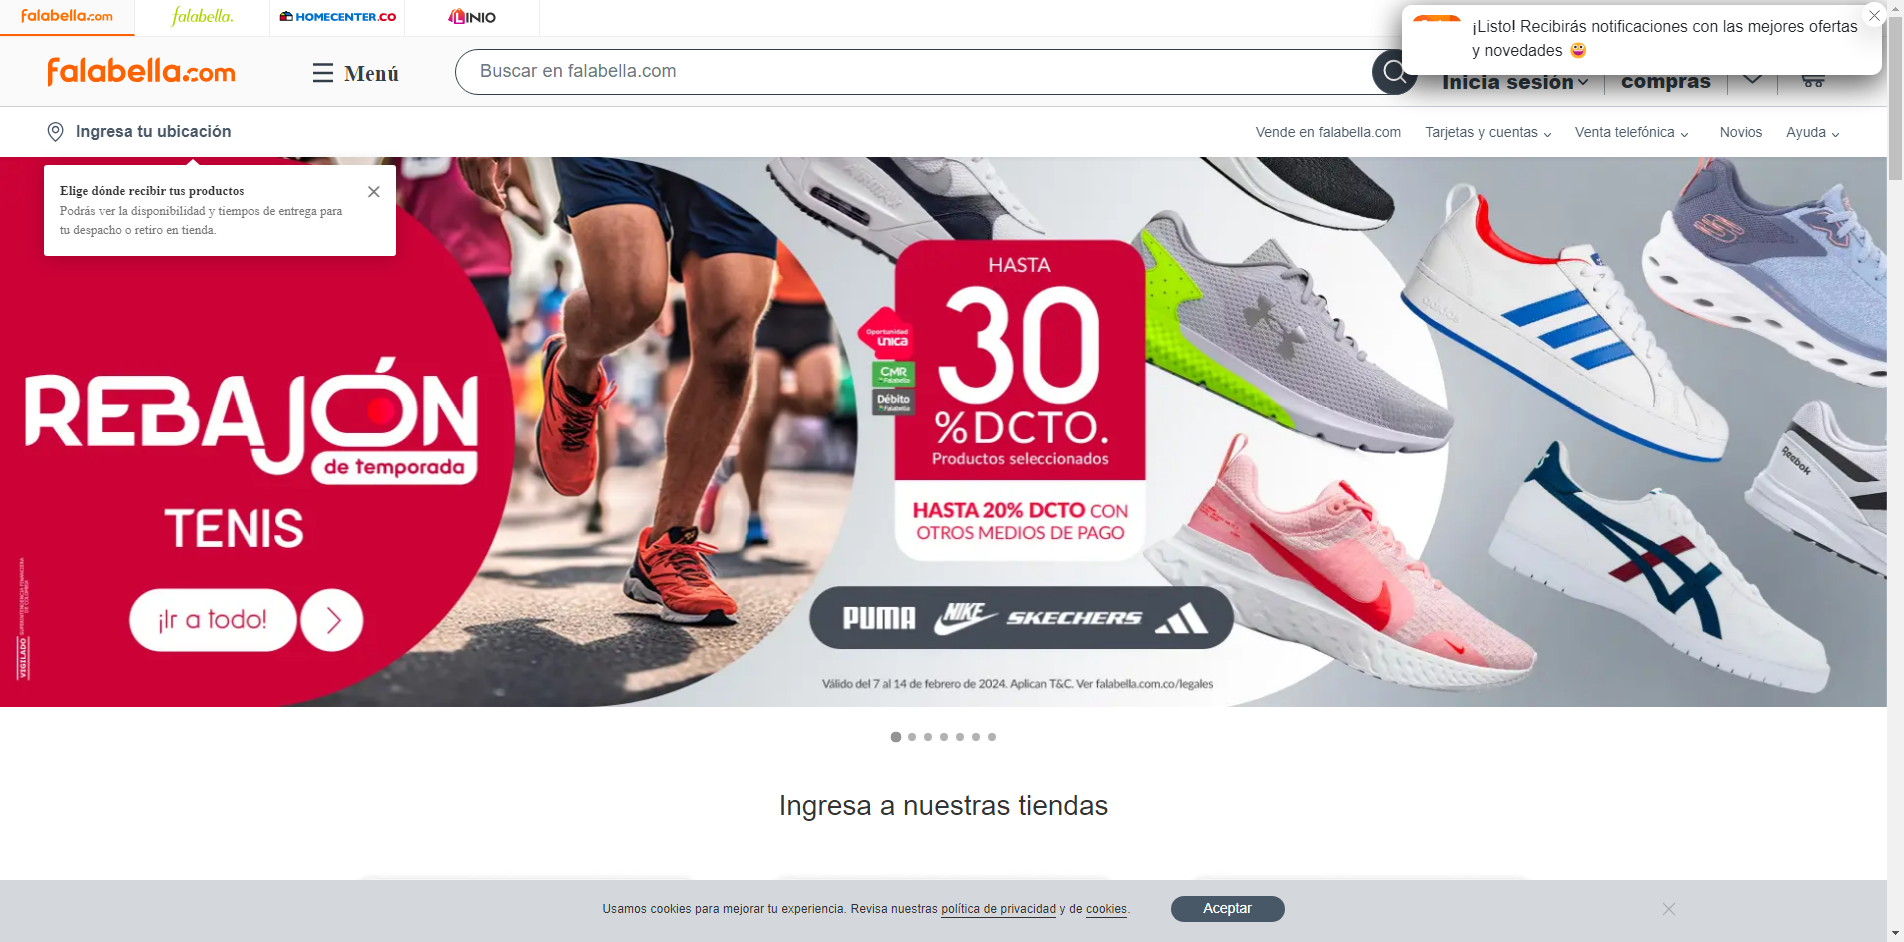 falabella.com
falabella.
HOMECENTER.CO
LINIO
¡Listo! Recibirás notificaciones con las mejores ofertas
y novedades
falabella.com
Menú
Buscar en falabella.com
Inicia sesión
compras
Ingresa tu ubicación
Vende en falabella.com
Tarjetas y cuentas
Venta telefónica
Novios
Ayuda
Elige dónde recibir tus productos
Podrás ver la disponibilidad y tiempos de entrega para
tu despacho o retiro en tienda.
REBAJÓN
de temporada
TENIS
¡Ir a todo!
VIGILADO
SUPERINTENDENCIA FINANCIERA
DE COLOMBIA
HASTA
30
%DCTO.
Productos seleccionados
Oportunidad
única
CMR
Falabella
Débito
Falabella
HASTA 20% DCTO CON
OTROS MEDIOS DE PAGO
PUMA NIKE SKECHERS
Válido del 7 al 14 de febrero de 2024. Aplican T&C. Ver falabella.com.co/legales
adidas
Reebok
Ingresa a nuestras tiendas
Usamos cookies para mejorar tu experiencia. Revisa nuestras política de privacidad y de cookies.
Aceptar